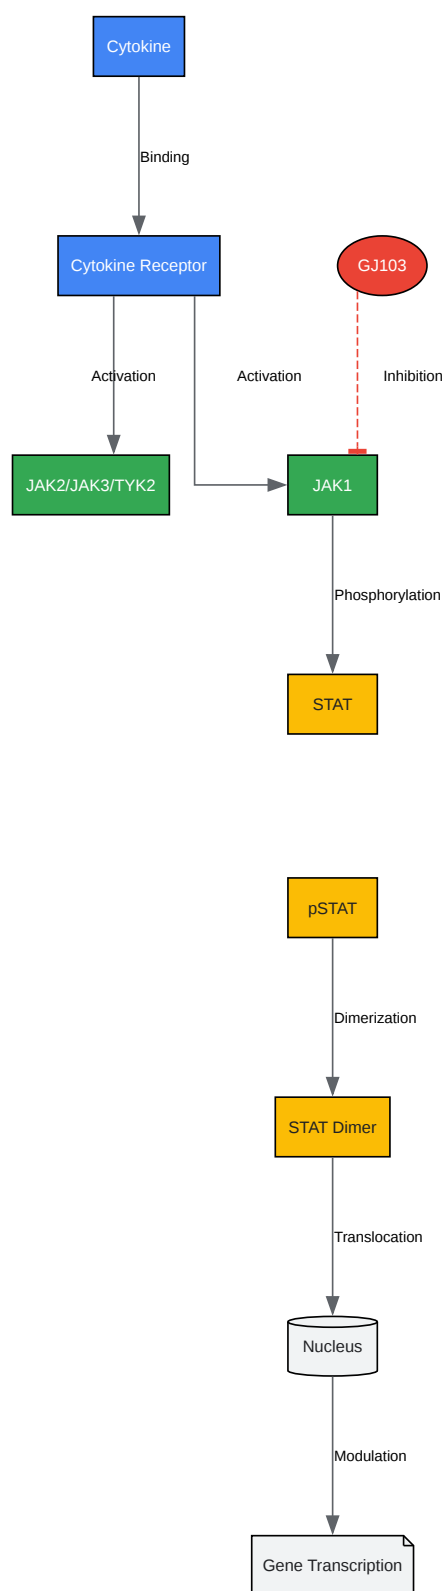 Cytokine
Binding
Cytokine Receptor
GJ103
Activation
Activation
Inhibition
JAK2/JAK3/TYK2
JAK1
Phosphorylation
STAT
pSTAT
Dimerization
STAT Dimer
Translocation
Nucleus
Modulation
Gene Transcription